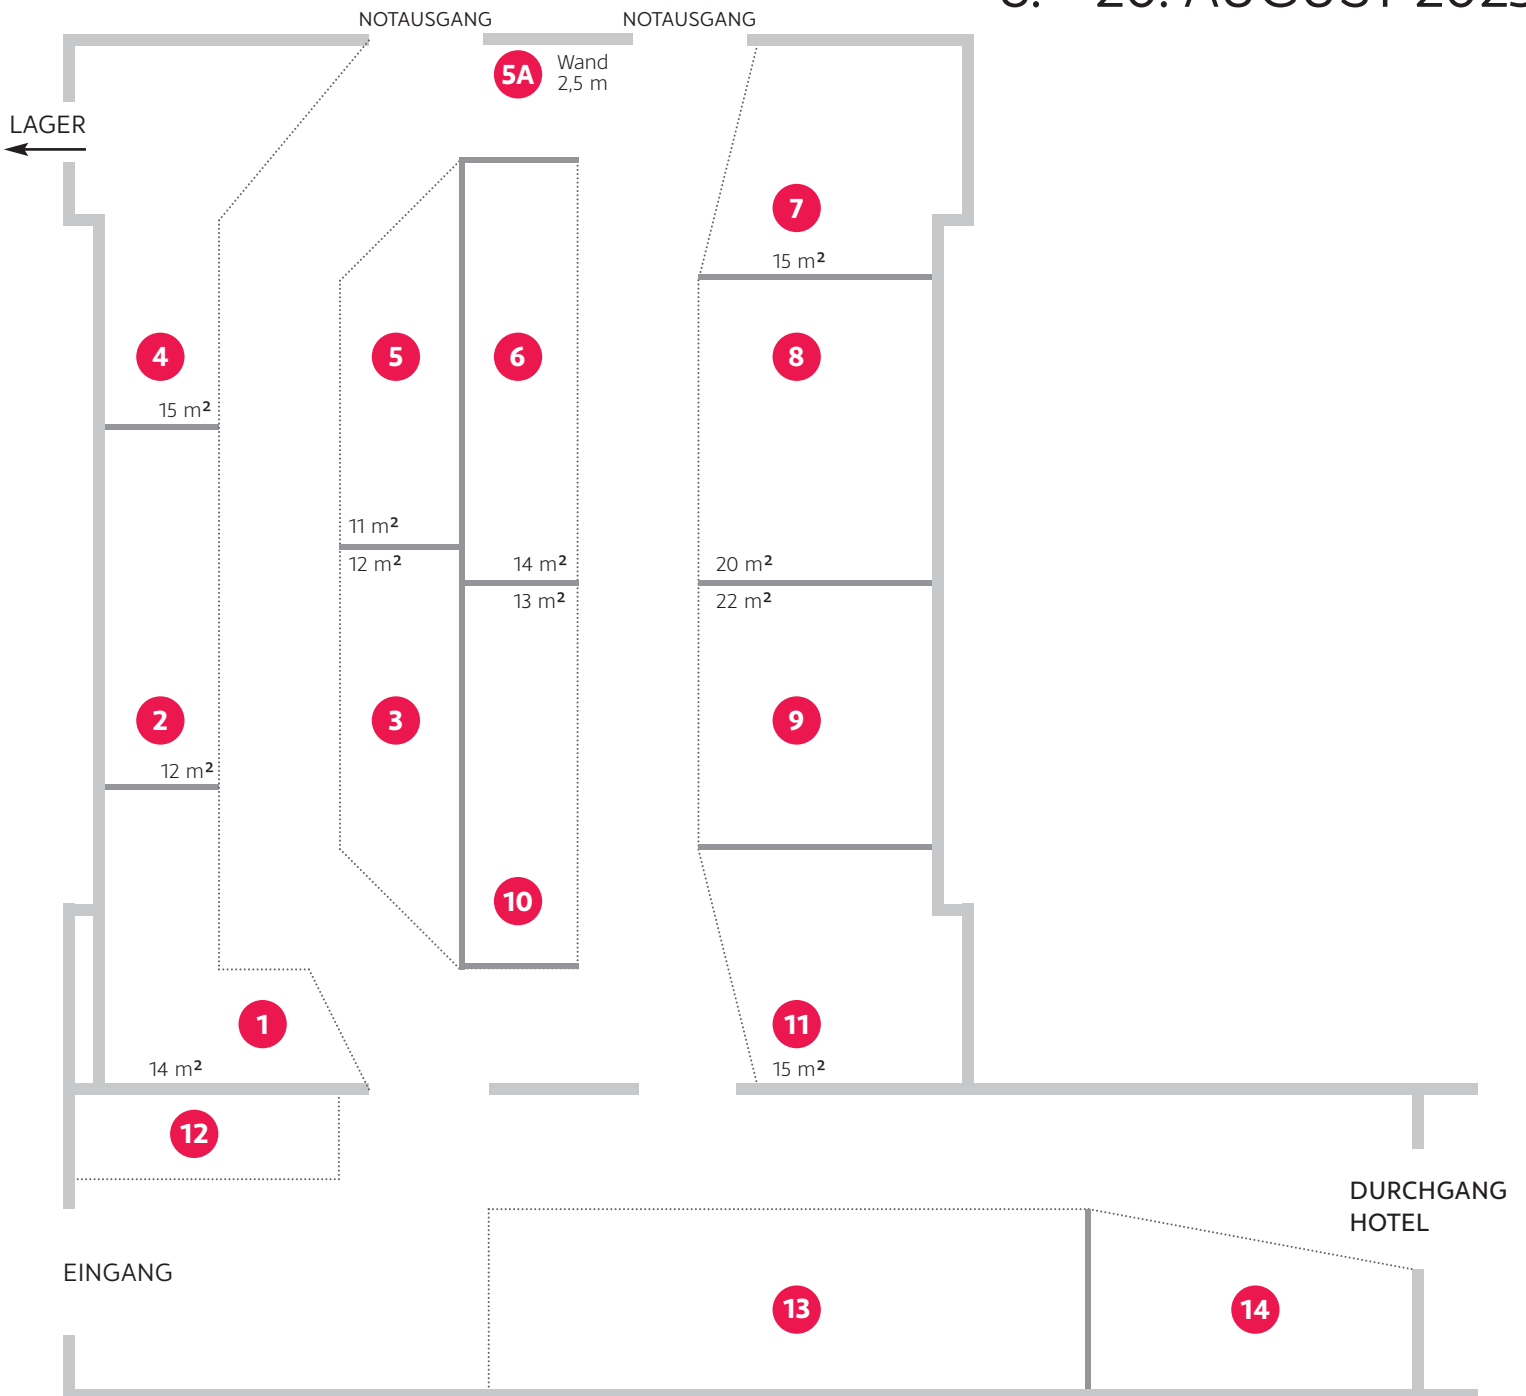 NOTAUSGANG
NOTAUSGANG
5A
Wand
2,5 m
LAGER
7
15 m²
4
5
6
8
15 m²
11 m²
12 m²
14 m²
20 m²
13 m²
22 m²
2
3
9
12 m²
10
1
11
14 m²
15 m²
12
DURCHGANG
HOTEL
EINGANG
13
14